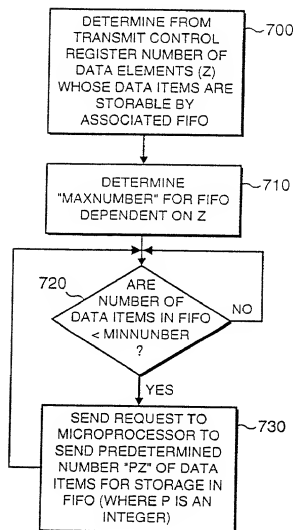 DETERMINE FROM
TRANSMIT CONTROL
REGISTER NUMBER OF
DATA ELEMENTS (Z)
WHOSE DATA ITEMS ARE
STORABLE BY
ASSOCIATED FIFO
700
DETERMINE
"MAXNUMBER" FOR FIFO
DEPENDENT ON Z
710
720
ARE
NUMBER OF
DATA ITEMS IN FIFO
< MINNUNBER
?
NO
YES
SEND REQUEST TO
MICROPROCESSOR TO
SEND PREDETERMINED
NUMBER "PZ" OF DATA
ITEMS FOR STORAGE IN
FIFO (WHERE P IS AN
INTEGER)
730